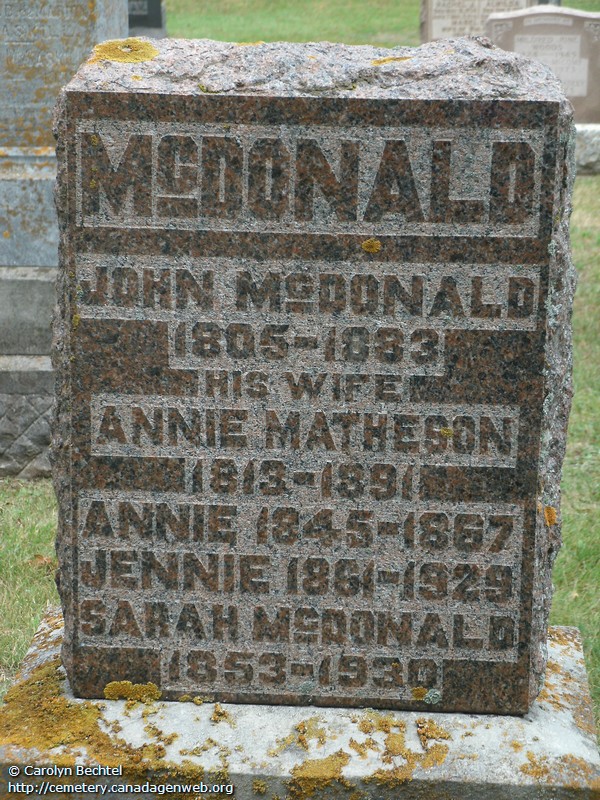 McDONALD
JOHN McDONALD
1805-1883
HIS WIFE
ANNIE MATHESON
1813-1891
ANNIE 1845-1867
JENNIE 1861-1929
SARAH McDONALD
1853-1930
© Carolyn Bechtel
http://cemetery.canadagenweb.org